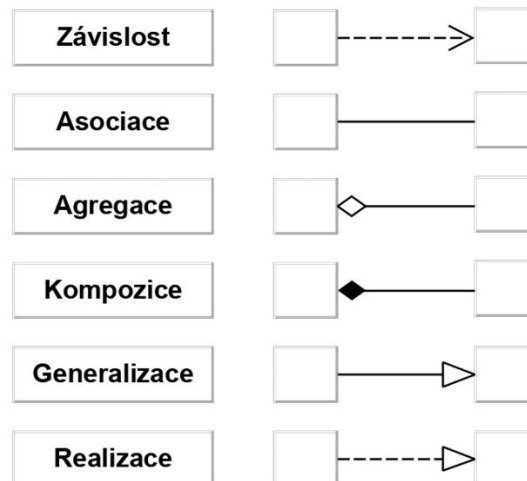 Závislost
Asociace
Agregace
Kompozice
Generalizace
Realizace